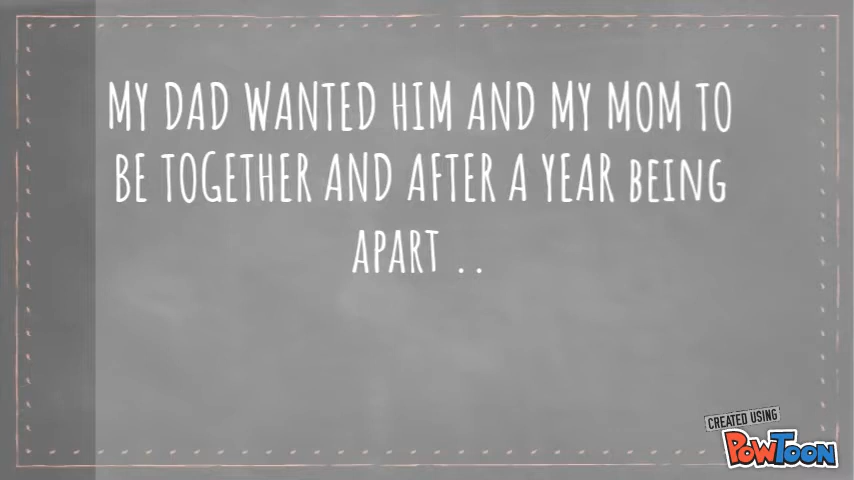 MY DAD WANTED HIM AND MY MOM TO
BE TOGETHER AND AFTER A YEAR BEING
APART ..
CREATED USING
POWTOON